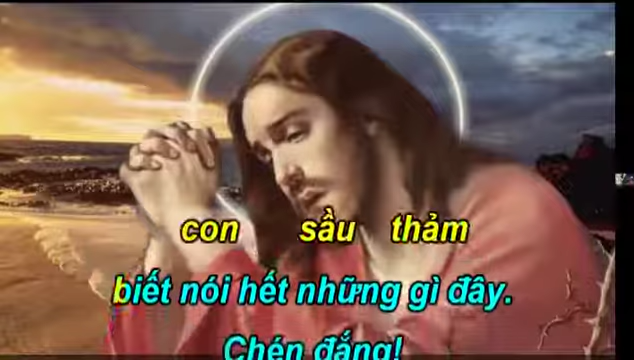 con sầu thảm
biết nói hết những gì đây.
Chén đắng!